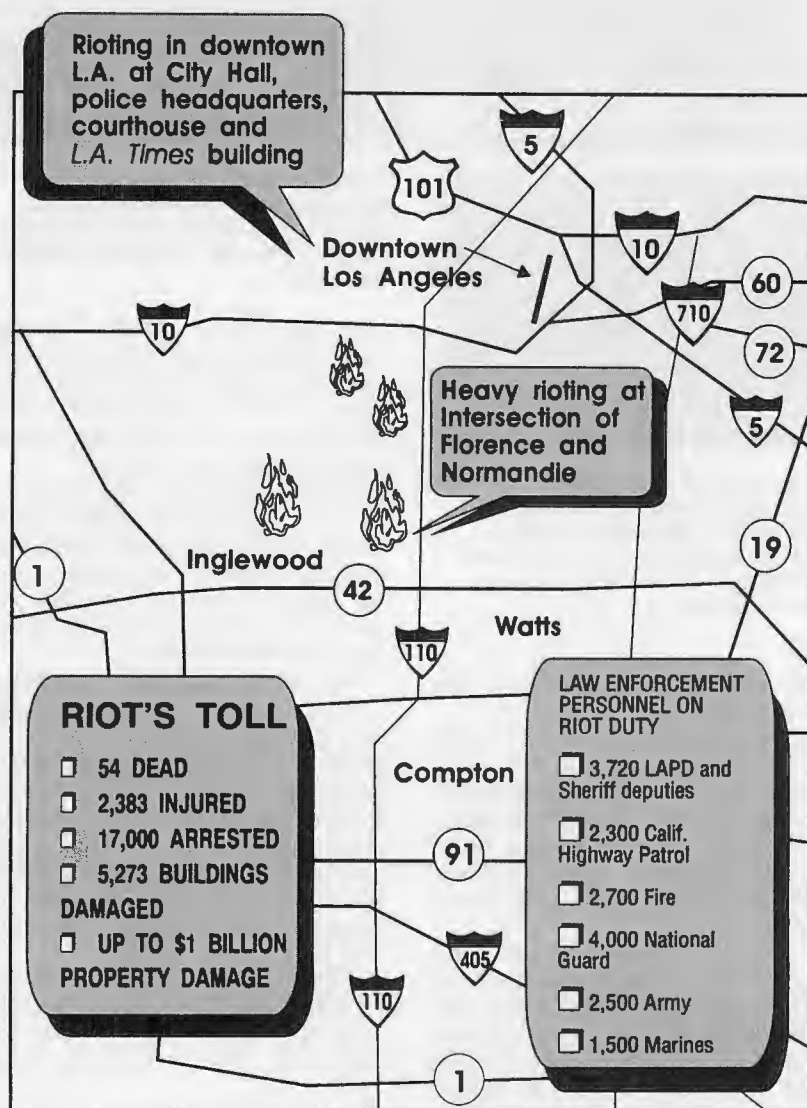 Rioting in downtown
L.A. at City Hall,
police headquarters,
courthouse and
L.A. Times building
5
101
10
Downtown
Los Angeles
60
710
10
72
Heavy rioting at
Intersection of
Florence and
Normandie
5
19
Inglewood
1
42
Watts
110
RIOT'S TOLL
54 DEAD
2,383 INJURED
17,000 ARRESTED
5,273 BUILDINGS
DAMAGED
UP TO $1 BILLION
PROPERTY DAMAGE
LAW ENFORCEMENT
PERSONNEL ON
RIOT DUTY
3,720 LAPD and
Sheriff deputies
2,300 Calif.
Highway Patrol
2,700 Fire
4,000 National
Guard
2,500 Army
1,500 Marines
Compton
91
405
110
1